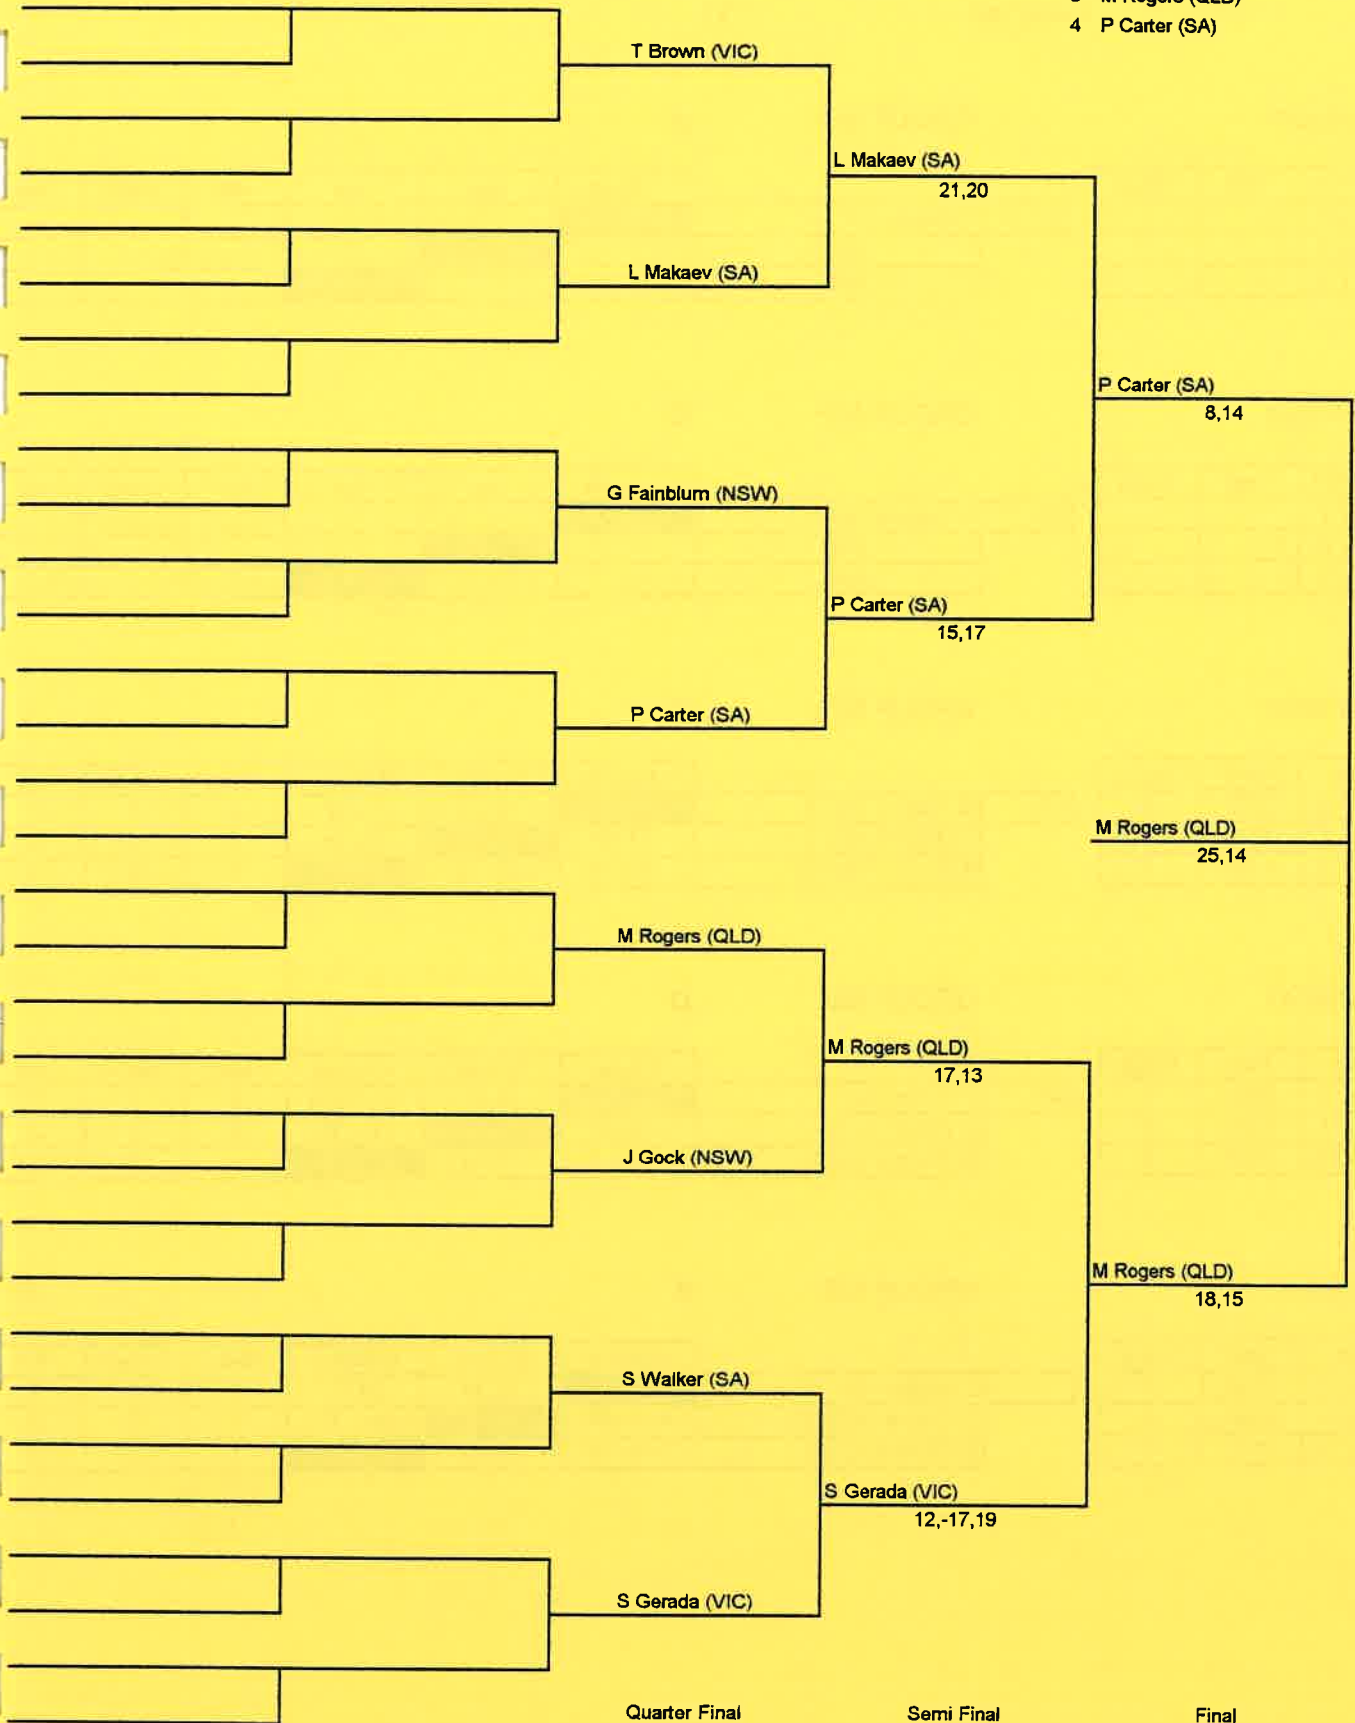 M Rogers (QLD)
4 P Carter (SA)
T Brown (VIC)
L Makaev (SA)
21,20
L Makaev (SA)
P Carter (SA)
8,14
G Fainblum (NSW)
P Carter (SA)
15,17
P Carter (SA)
M Rogers (QLD)
25,14
M Rogers (QLD)
M Rogers (QLD)
17,13
J Gock (NSW)
M Rogers (QLD)
18,15
S Walker (SA)
S Gerada (VIC)
12,-17,19
S Gerada (VIC)
Quarter Final
Semi Final
Final